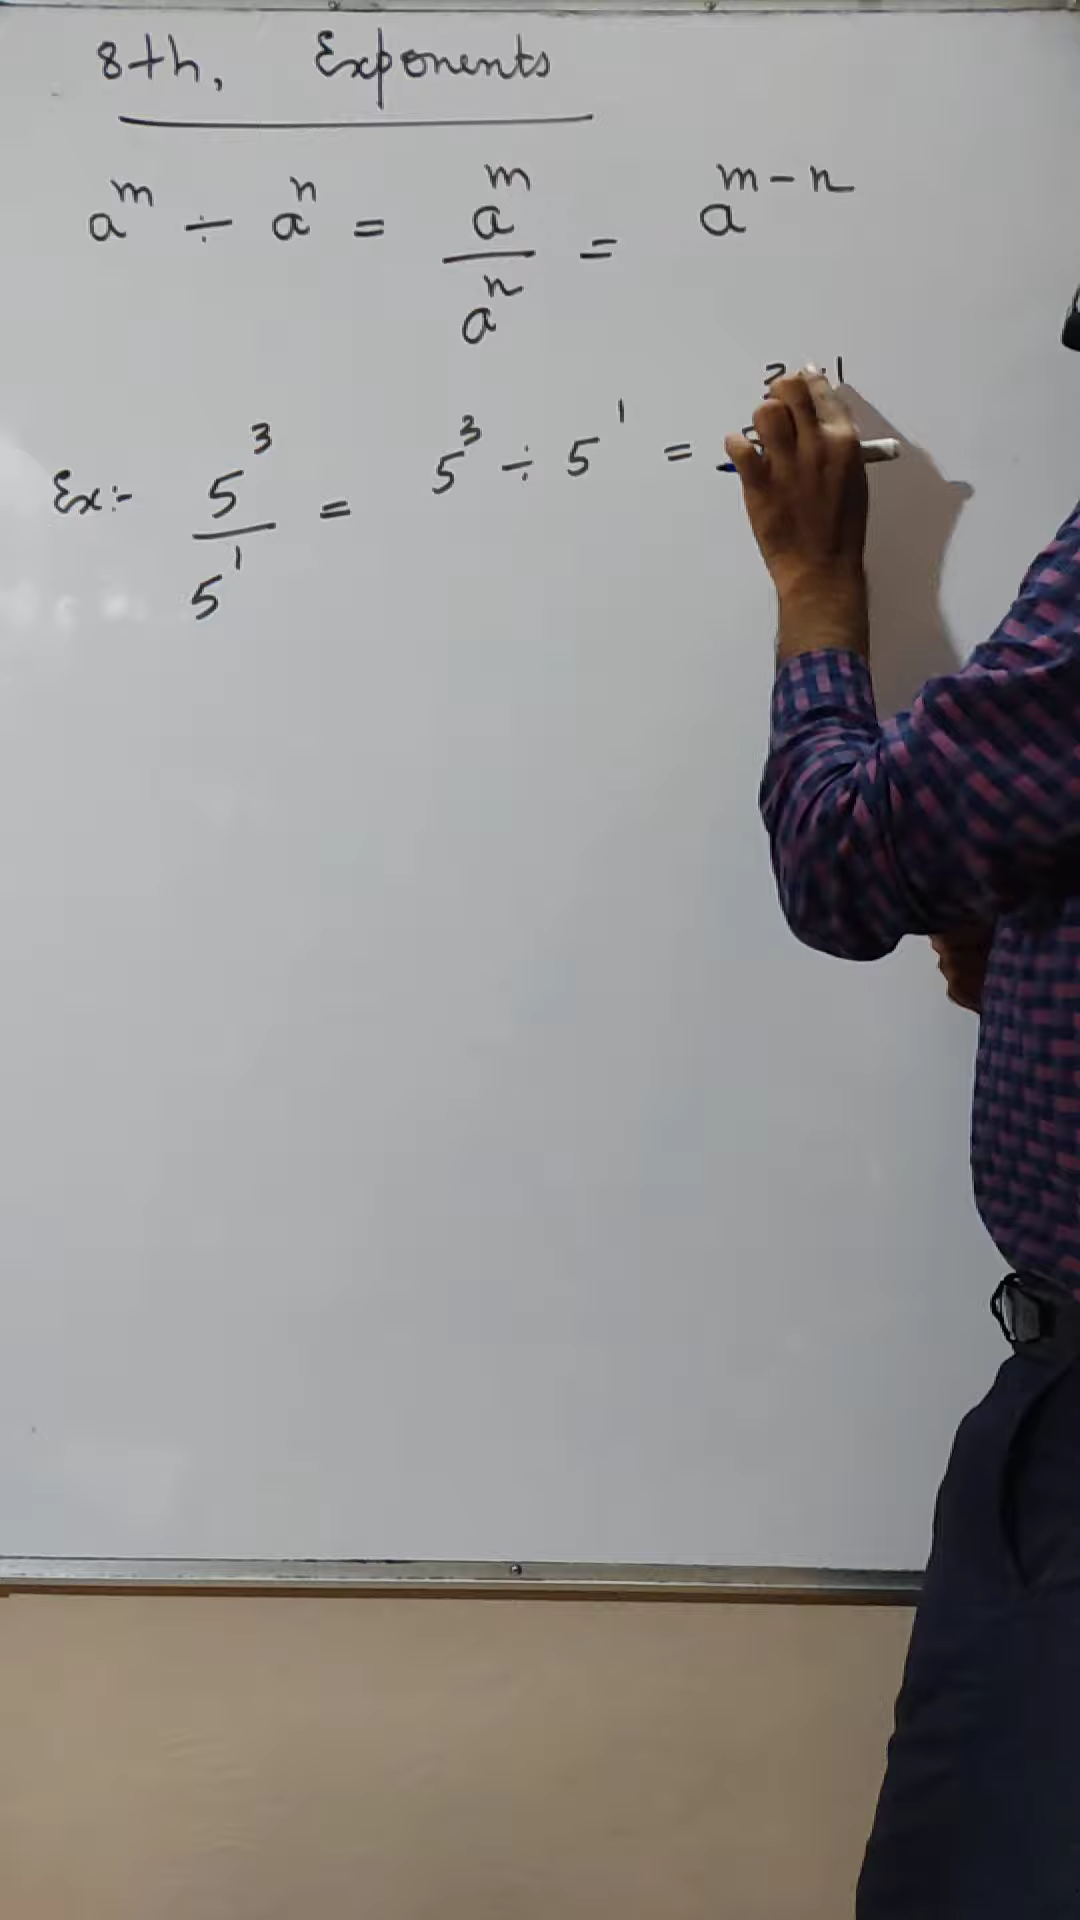 8th, Exponents
a^m ÷ a^n = a^m / a^n = a^(m-n)
Ex:- 5^3 / 5^1 = 5^3 ÷ 5^1 =